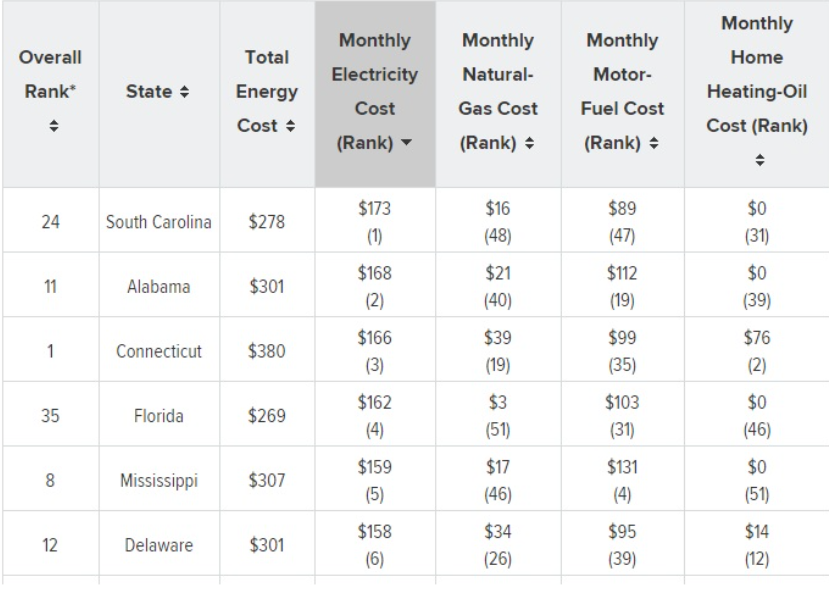 Overall Rank* State Total Energy Cost Monthly Electricity Cost (Rank) Monthly Natural-Gas Cost (Rank) Monthly Motor-Fuel Cost (Rank) Monthly Home Heating-Oil Cost (Rank)
24 South Carolina $278 $173 (1) $16 (48) $89 (47) $0 (31)
11 Alabama $301 $168 (2) $21 (40) $112 (19) $0 (39)
1 Connecticut $380 $166 (3) $39 (19) $99 (35) $76 (2)
35 Florida $269 $162 (4) $3 (51) $103 (31) $0 (46)
8 Mississippi $307 $159 (5) $17 (46) $131 (4) $0 (51)
12 Delaware $301 $158 (6) $34 (26) $95 (39) $14 (12)